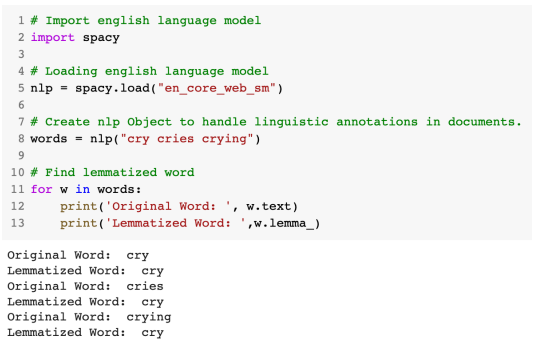 1 # Import english language model
2 import spacy
3
4 # Loading english language model
5 nlp = spacy.load("en_core_web_sm")
6
7 # Create nlp Object to handle linguistic annotations in documents.
8 words = nlp("cry cries crying")
9
10 # Find lemmatized word
11 for w in words:
12     print('Original Word: ', w.text)
13     print('Lemmatized Word: ',w.lemma_)
Original Word:  cry
Lemmatized Word:  cry
Original Word:  cries
Lemmatized Word:  cry
Original Word:  crying
Lemmatized Word:  cry